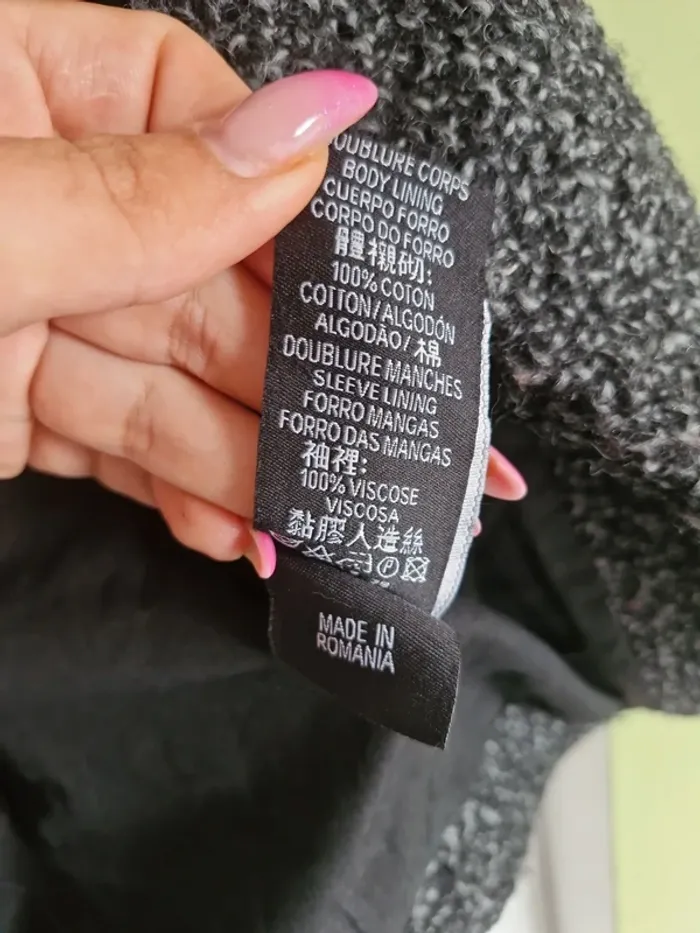 DOUBLURE CORPS
BODY LINING
CUERPO FORRO
CORPO DO FORRO
體襯砌:
100% COTON
COTTON/ALGODÓN
ALGODÃO/棉
DOUBLURE MANCHES
SLEEVE LINING
FORRO MANGAS
FORRO DAS MANGAS
袖裡:
100% VISCOSE
VISCOSA
黏膠人造絲
P
MADE IN
ROMANIA